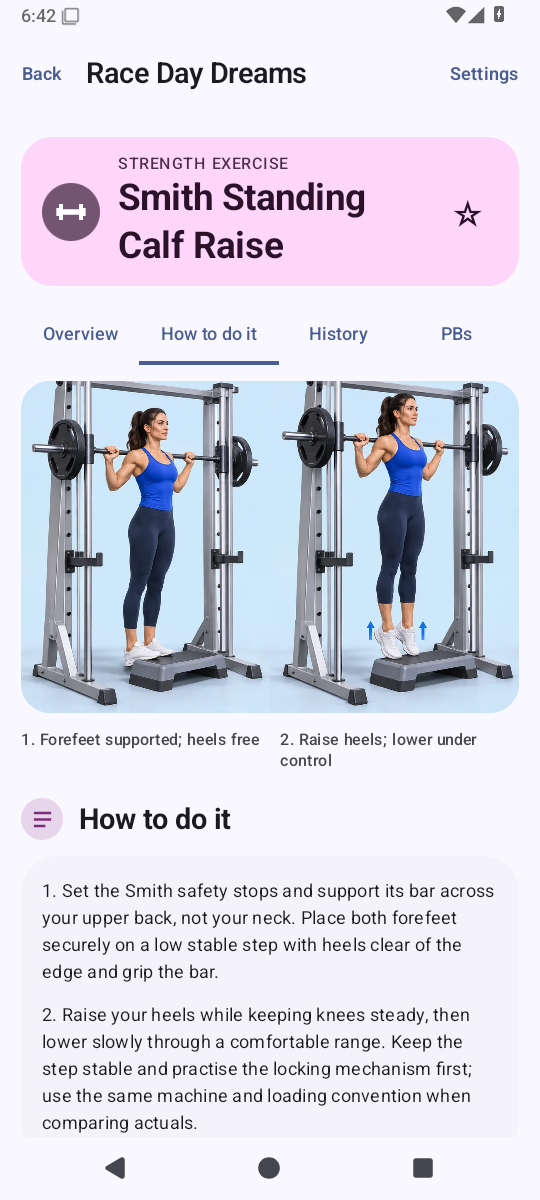 6:42
Back
Race Day Dreams
Settings
STRENGTH EXERCISE
Smith Standing
Calf Raise
Overview
How to do it
History
PBs
1. Forefeet supported; heels free
2. Raise heels; lower under
control
How to do it
1. Set the Smith safety stops and support its bar across
your upper back, not your neck. Place both forefeet
securely on a low stable step with heels clear of the
edge and grip the bar.
2. Raise your heels while keeping knees steady, then
lower slowly through a comfortable range. Keep the
step stable and practise the locking mechanism first;
use the same machine and loading convention when
comparing actuals.